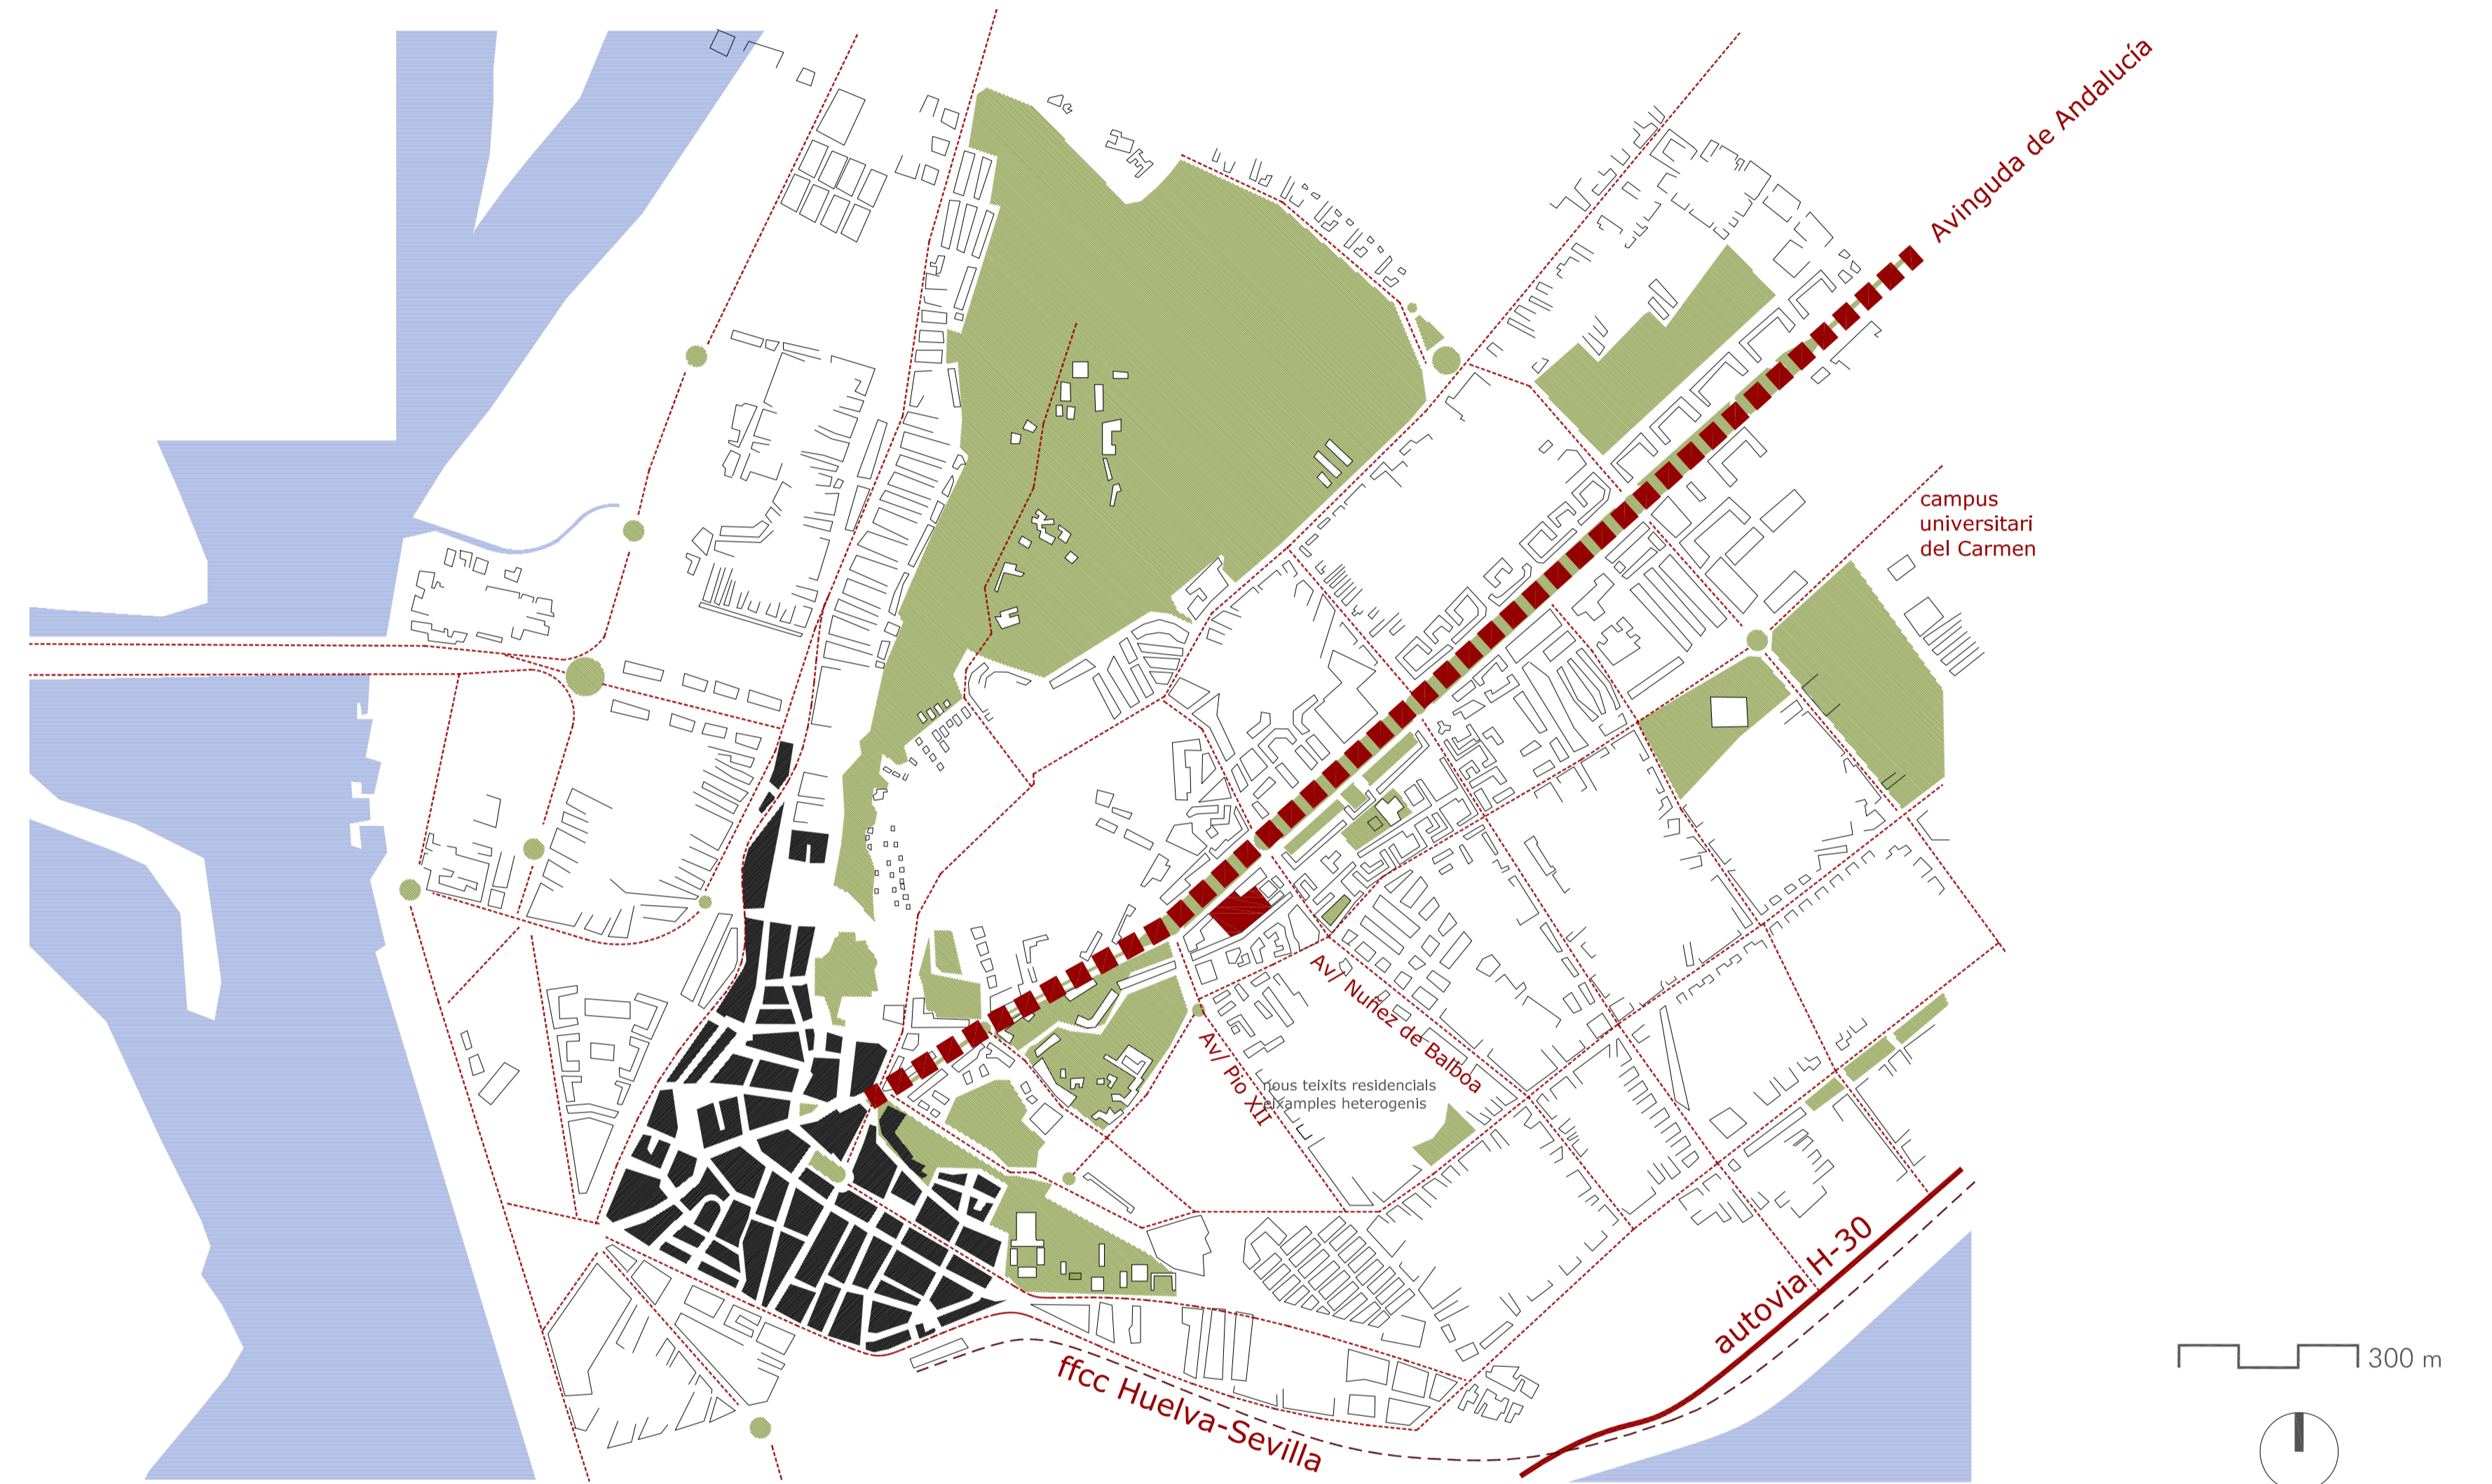 Avinguda de Andalucía
campus
universitari
del Carmen
Av/ Nuñez de Balboa
Av/ Pio XII
nous teixits residencials
eixamples heterogenis
autovia H-30
300 m
ffcc Huelva-Sevilla